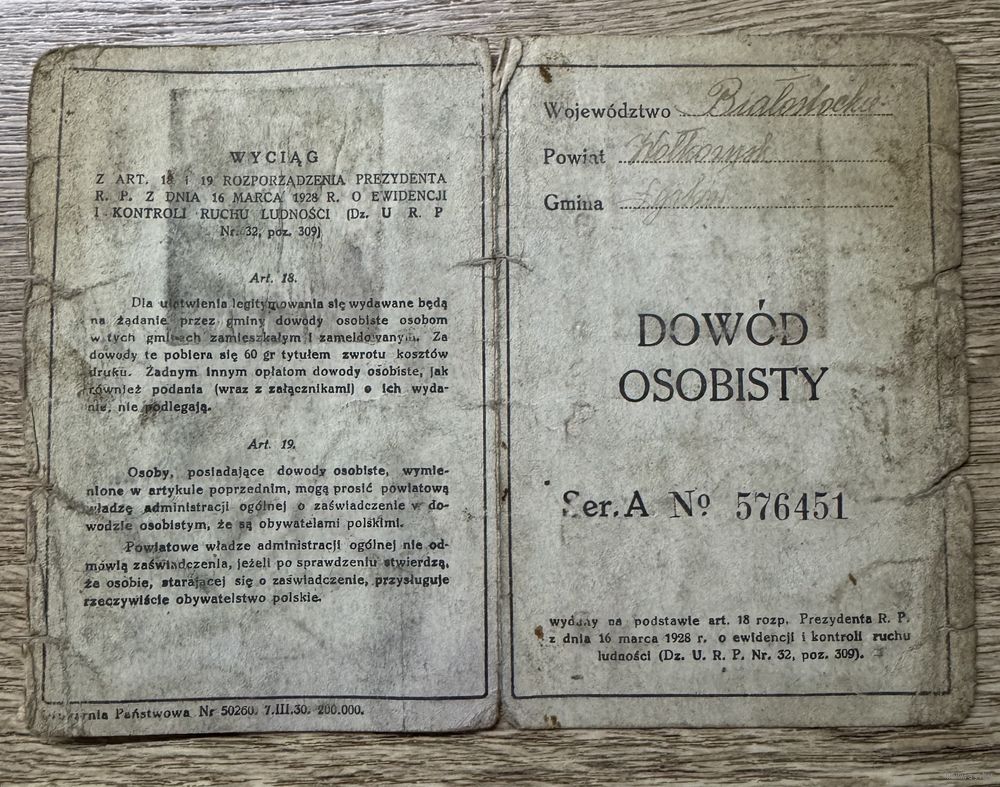 WYCIĄG
Z ART. 18 i 19 ROZPORZĄDZENIA PREZYDENTA
R. P. Z DNIA 16 MARCA 1928 R. O EWIDENCJI
I KONTROLI RUCHU LUDNOŚCI (Dz. U R. P
Nr. 32, poz. 309)
Art. 18.
Dla ułatwienia legitymowania się wydawane będą
na żądanie przez gminy dowody osobiste osobom
w tych gminach zamieszkałym i zameldowanym. Za
dowody te pobiera się 60 gr tytułem zwrotu kosztów
druku. Żadnym innym opłatom dowody osobiste, jak
również podania (wraz z załącznikami) o ich wyda-
nie, nie podlegają.
Art. 19.
Osoby, posiadające dowody osobiste, wymie-
nione w artykule poprzednim, mogą prosić powiatową
władzę administracji ogólnej o zaświadczenie w do-
wodzie osobistym, że są obywatelami polskimi.
Powiatowe władze administracji ogólnej nie od-
mówią zaświadczenia, jeżeli po sprawdzeniu stwierdzą,
że osobie, starającej się o zaświadczenie, przysługuje
rzeczywiście obywatelstwo polskie.
Państwowa Nr 50260. 7.III.30. 200.000.
Województwo Białostockie
Powiat
Gmina
DOWÓD
OSOBISTY
Ser. A Nº 576451
wydany na podstawie art. 18 rozp. Prezydenta R. P.
z dnia 16 marca 1928 r. o ewidencji i kontroli ruchu
ludności (Dz. U. R. P. Nr. 32, poz. 309).